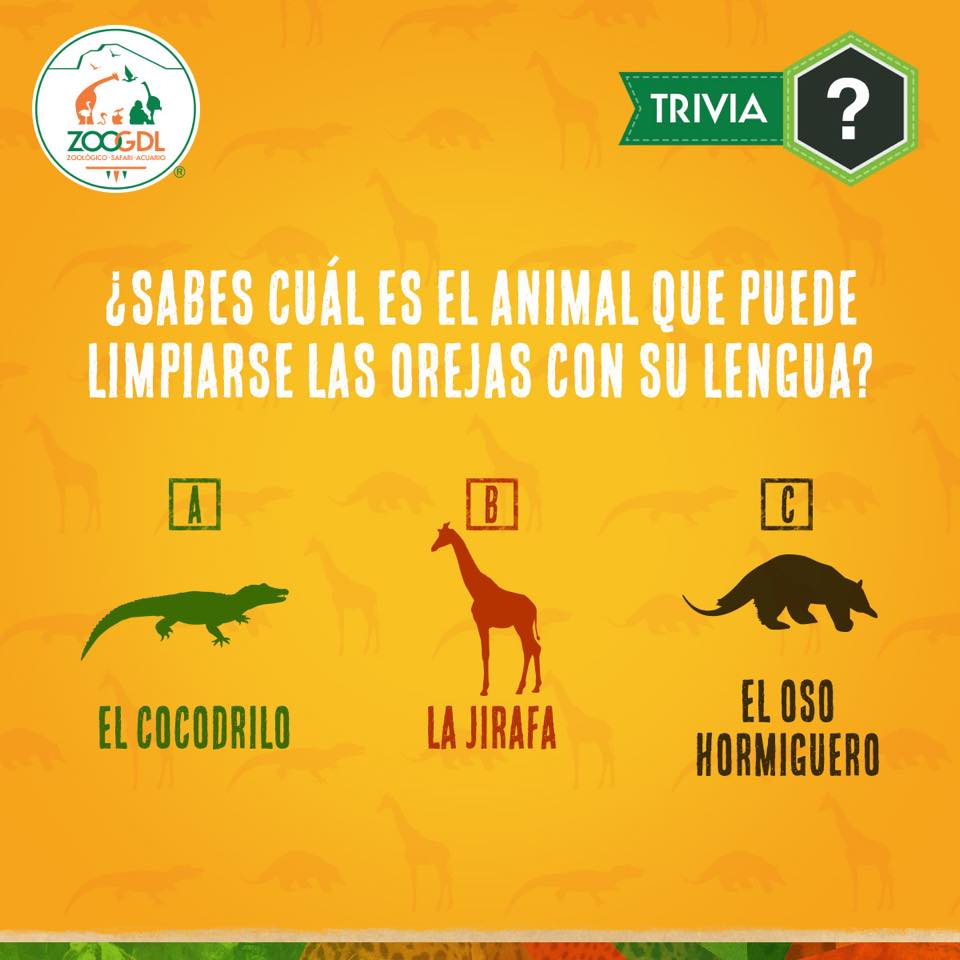 ZOOGDL
ZOOLÓGICO · SAFARI · ACUARIO
®
TRIVIA
?
¿SABES CUÁL ES EL ANIMAL QUE PUEDE
LIMPIARSE LAS OREJAS CON SU LENGUA?
A
B
C
EL COCODRILO
LA JIRAFA
EL OSO
HORMIGUERO